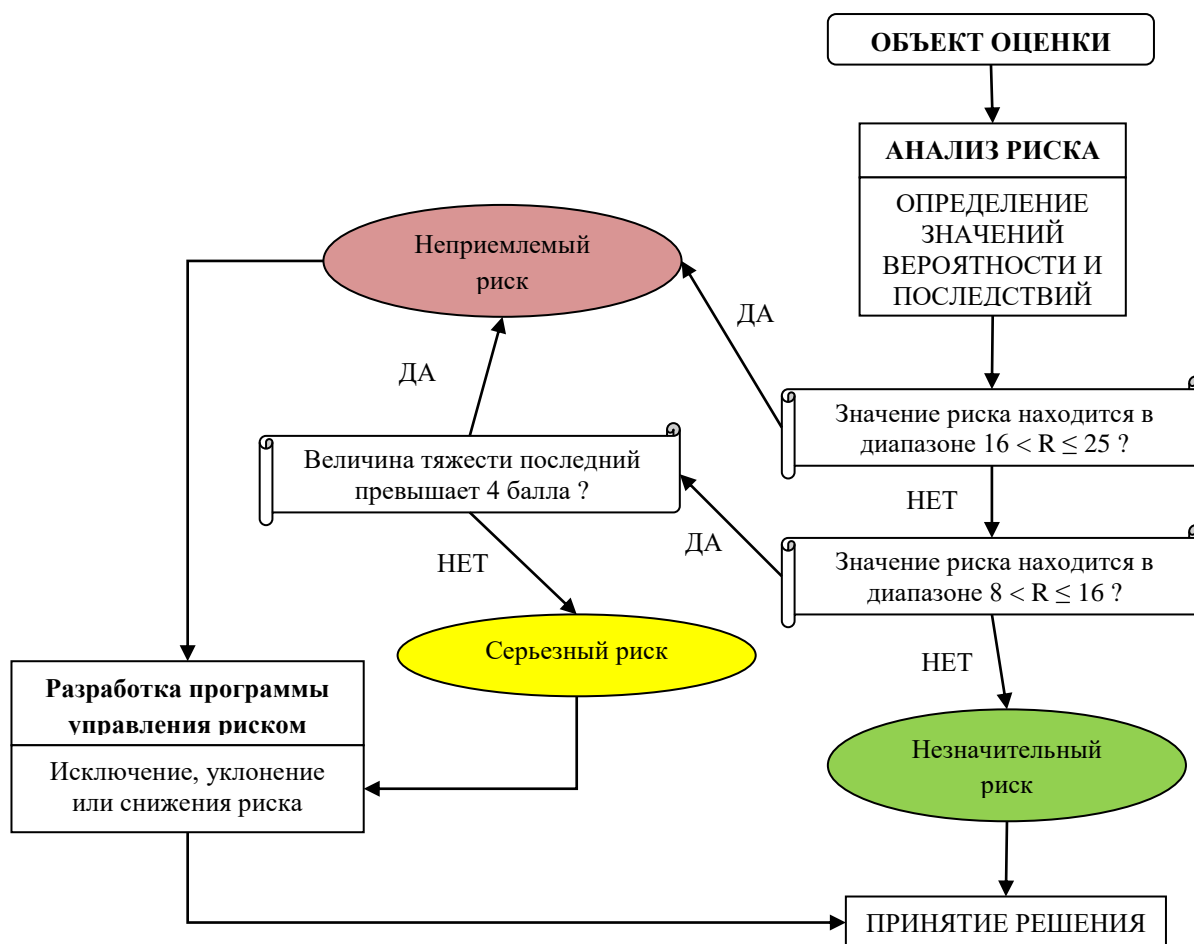 ОБЪЕКТ ОЦЕНКИ
АНАЛИЗ РИСКА
ОПРЕДЕЛЕНИЕ
ЗНАЧЕНИЙ
ВЕРОЯТНОСТИ И
ПОСЛЕДСТВИЙ
Неприемлемый
риск
ДА
ДА
Значение риска находится в
диапазоне 16 < R ≤ 25 ?
Величина тяжести последний
превышает 4 балла ?
НЕТ
ДА
НЕТ
Значение риска находится в
диапазоне 8 < R ≤ 16 ?
Серьезный риск
НЕТ
Разработка программы
управления риском
Исключение, уклонение
или снижения риска
Незначительный
риск
ПРИНЯТИЕ РЕШЕНИЯ